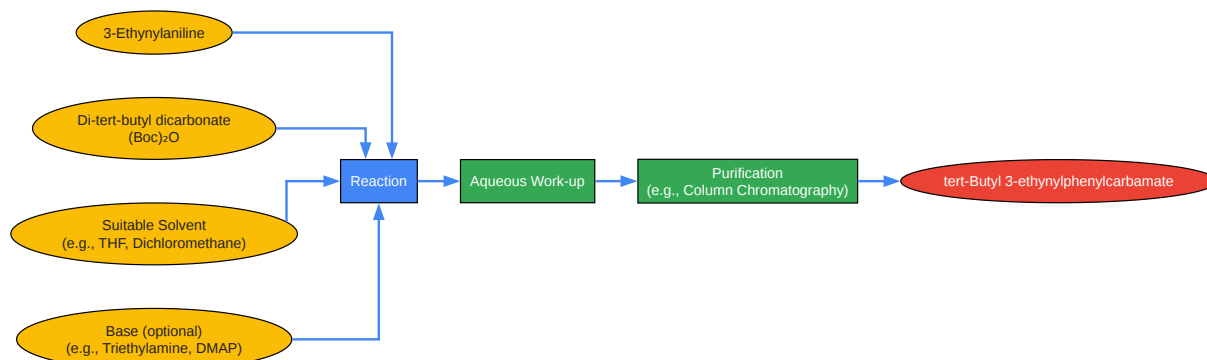 3-Ethynylaniline
Di-tert-butyl dicarbonate
(Boc)₂O
Suitable Solvent
(e.g., THF, Dichloromethane)
Base (optional)
(e.g., Triethylamine, DMAP)
Reaction
Aqueous Work-up
Purification
(e.g., Column Chromatography)
tert-Butyl 3-ethynylphenylcarbamate